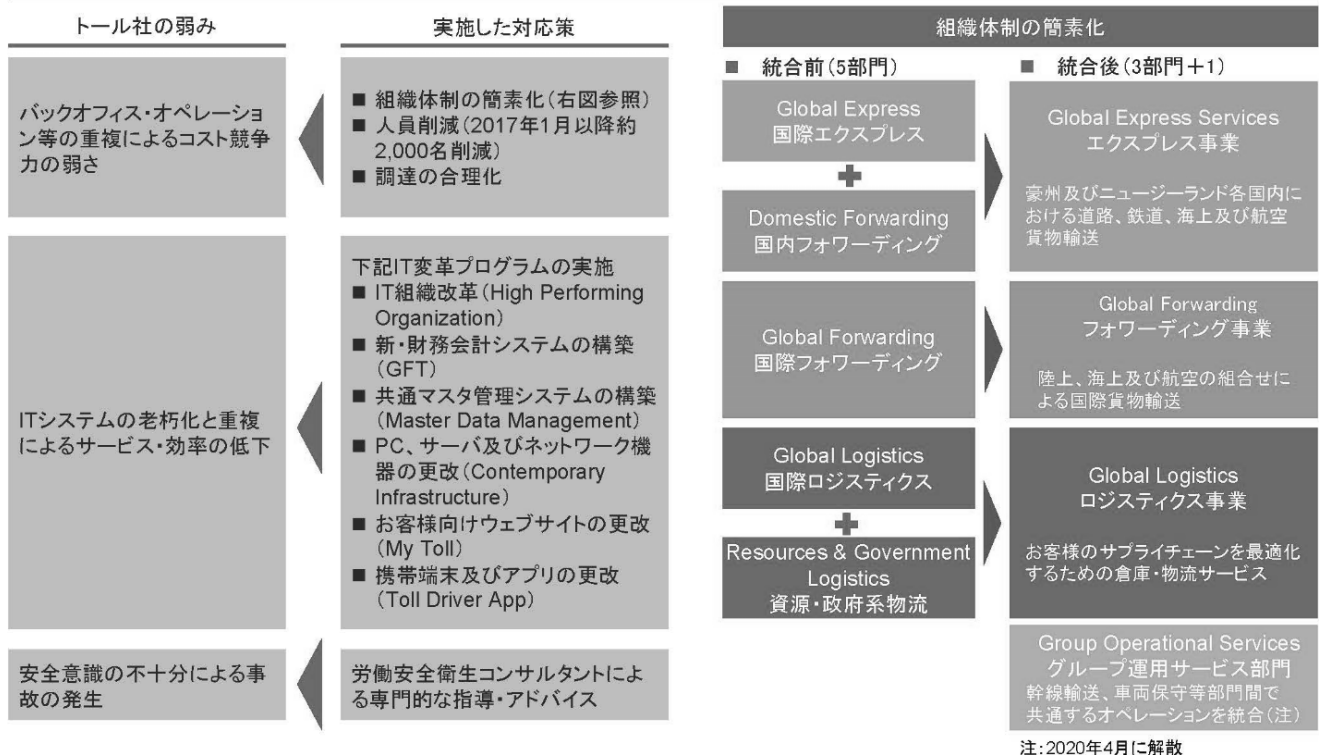 トール社の弱み
実施した対応策
バックオフィス・オペレーショ
ン等の重複によるコスト競争
力の弱さ
■ 組織体制の簡素化(右図参照)
■ 人員削減(2017年1月以降約
2,000名削減)
■ 調達の合理化
ITシステムの老朽化と重複
によるサービス・効率の低下
下記IT変革プログラムの実施
■ IT組織改革(High Performing
Organization)
■ 新・財務会計システムの構築
(GFT)
■ 共通マスタ管理システムの構築
(Master Data Management)
■ PC、サーバ及びネットワーク機
器の更改(Contemporary
Infrastructure)
■ お客様向けウェブサイトの更改
(My Toll)
■ 携帯端末及びアプリの更改
(Toll Driver App)
安全意識の不十分による事
故の発生
労働安全衛生コンサルタントによ
る専門的な指導・アドバイス
組織体制の簡素化
■ 統合前(5部門)
■ 統合後(3部門+1)
Global Express
国際エクスプレス
Domestic Forwarding
国内フォワーディング
Global Express Services
エクスプレス事業
豪州及びニュージーランド各国内に
おける道路、鉄道、海上及び航空
貨物輸送
Global Forwarding
国際フォワーディング
Global Forwarding
フォワーディング事業
陸上、海上及び航空の組合せに
よる国際貨物輸送
Global Logistics
国際ロジスティクス
Resources & Government
Logistics
資源・政府系物流
Global Logistics
ロジスティクス事業
お客様のサプライチェーンを最適化
するための倉庫・物流サービス
Group Operational Services
グループ運用サービス部門
幹線輸送、車両保守等部門間で
共通するオペレーションを統合(注)
注:2020年4月に解散